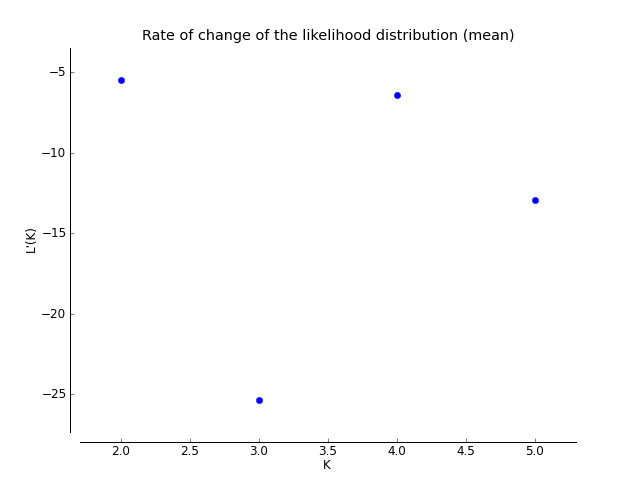 Rate of change of the likelihood distribution (mean)
−5
−10
−15
−20
−25
L'(K)
2.0 2.5 3.0 3.5 4.0 4.5 5.0
K